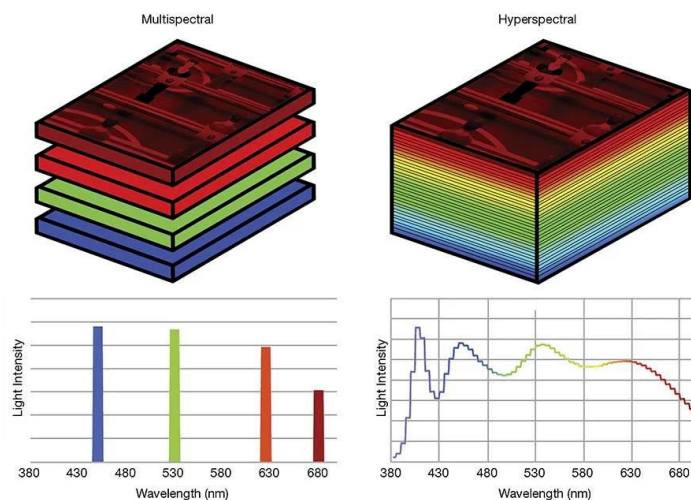 Multispectral
Hyperspectral
Light Intensity
380 430 480 530 630 680
Wavelength (nm)
Light Intensity
380 430 480 530 580 630 680
Wavelength (nm)